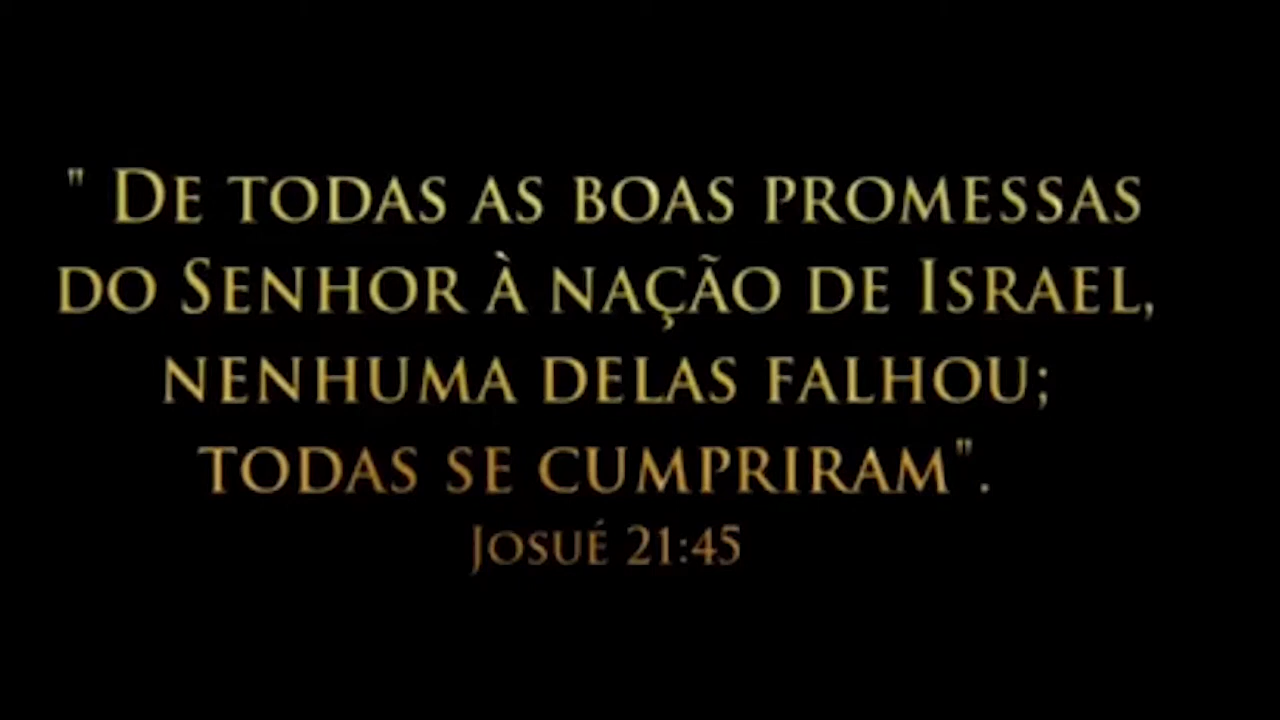 " De todas as boas promessas
do Senhor à nação de Israel,
nenhuma delas falhou;
todas se cumpriram".
Josué 21:45